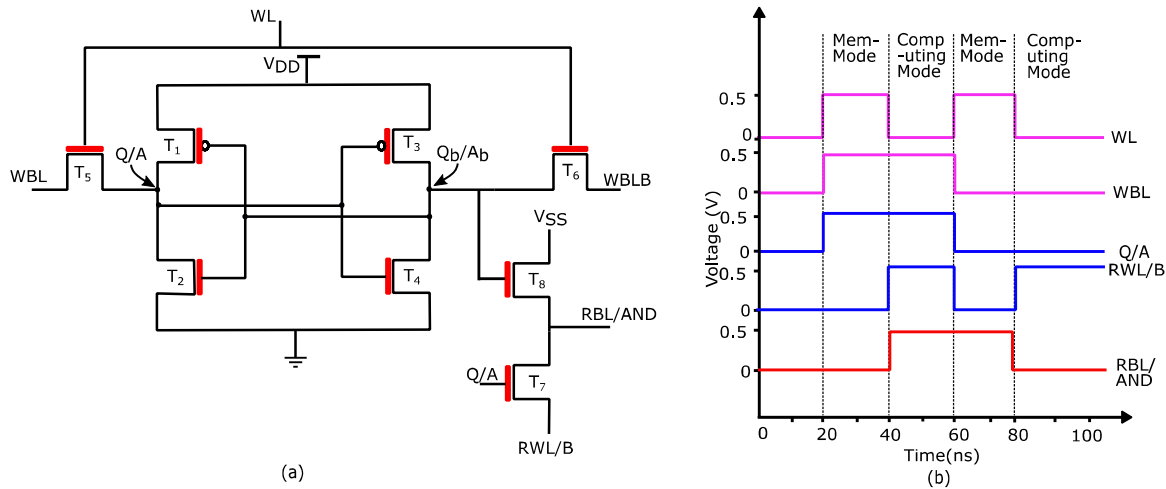 WL
VDD
T1
T3
Q/A
Qb/Ab
WBL
T5
T6
WBLB
VSS
T2
T4
T8
RBL/AND
Q/A
T7
RWL/B
(a)
Mem-
Mode
Comp
-uting
Mode
Mem-
Mode
Comp-
uting
Mode
Voltage (V)
0.5
0
WL
0.5
0
WBL
0.5
0
Q/A
RWL/B
0.5
0
0.5
0
RBL/
AND
0 20 40 60 80 100
Time(ns)
(b)